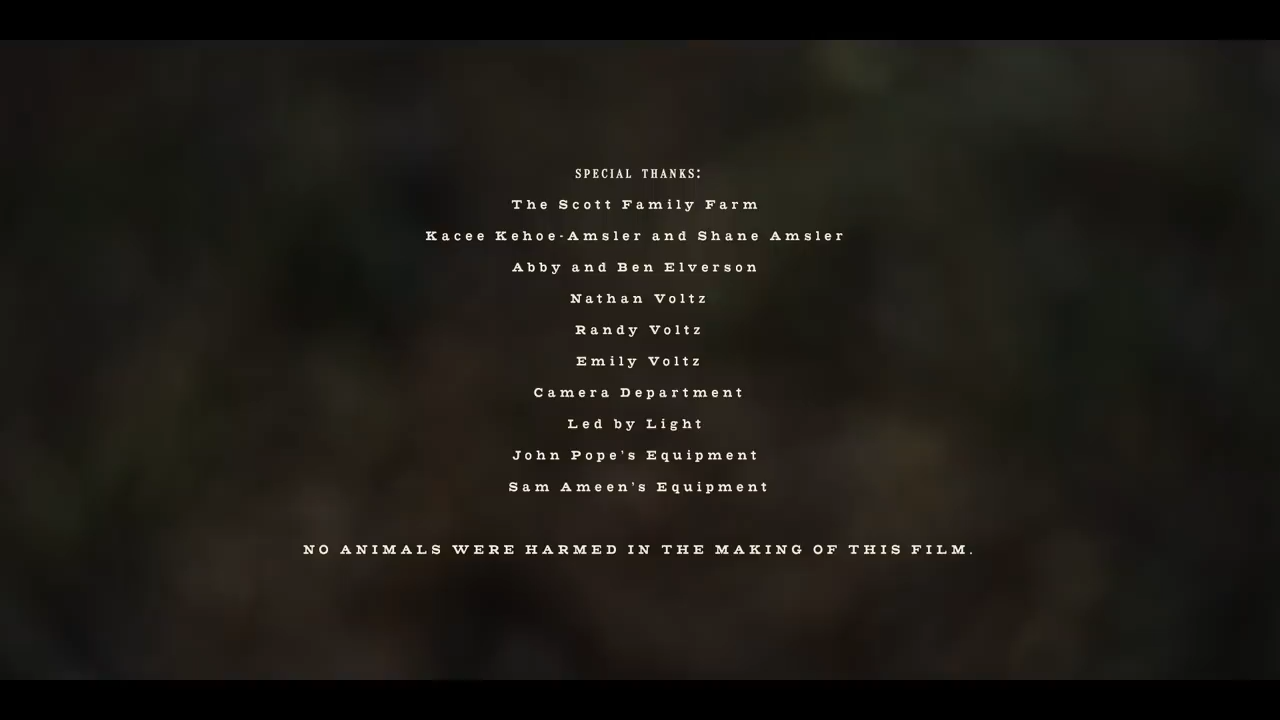 SPECIAL THANKS:
The Scott Family Farm
Kacee Kehoe-Amsler and Shane Amsler
Abby and Ben Elverson
Nathan Voltz
Randy Voltz
Emily Voltz
Camera Department
Led by Light
John Pope's Equipment
Sam Ameen's Equipment
NO ANIMALS WERE HARMED IN THE MAKING OF THIS FILM.